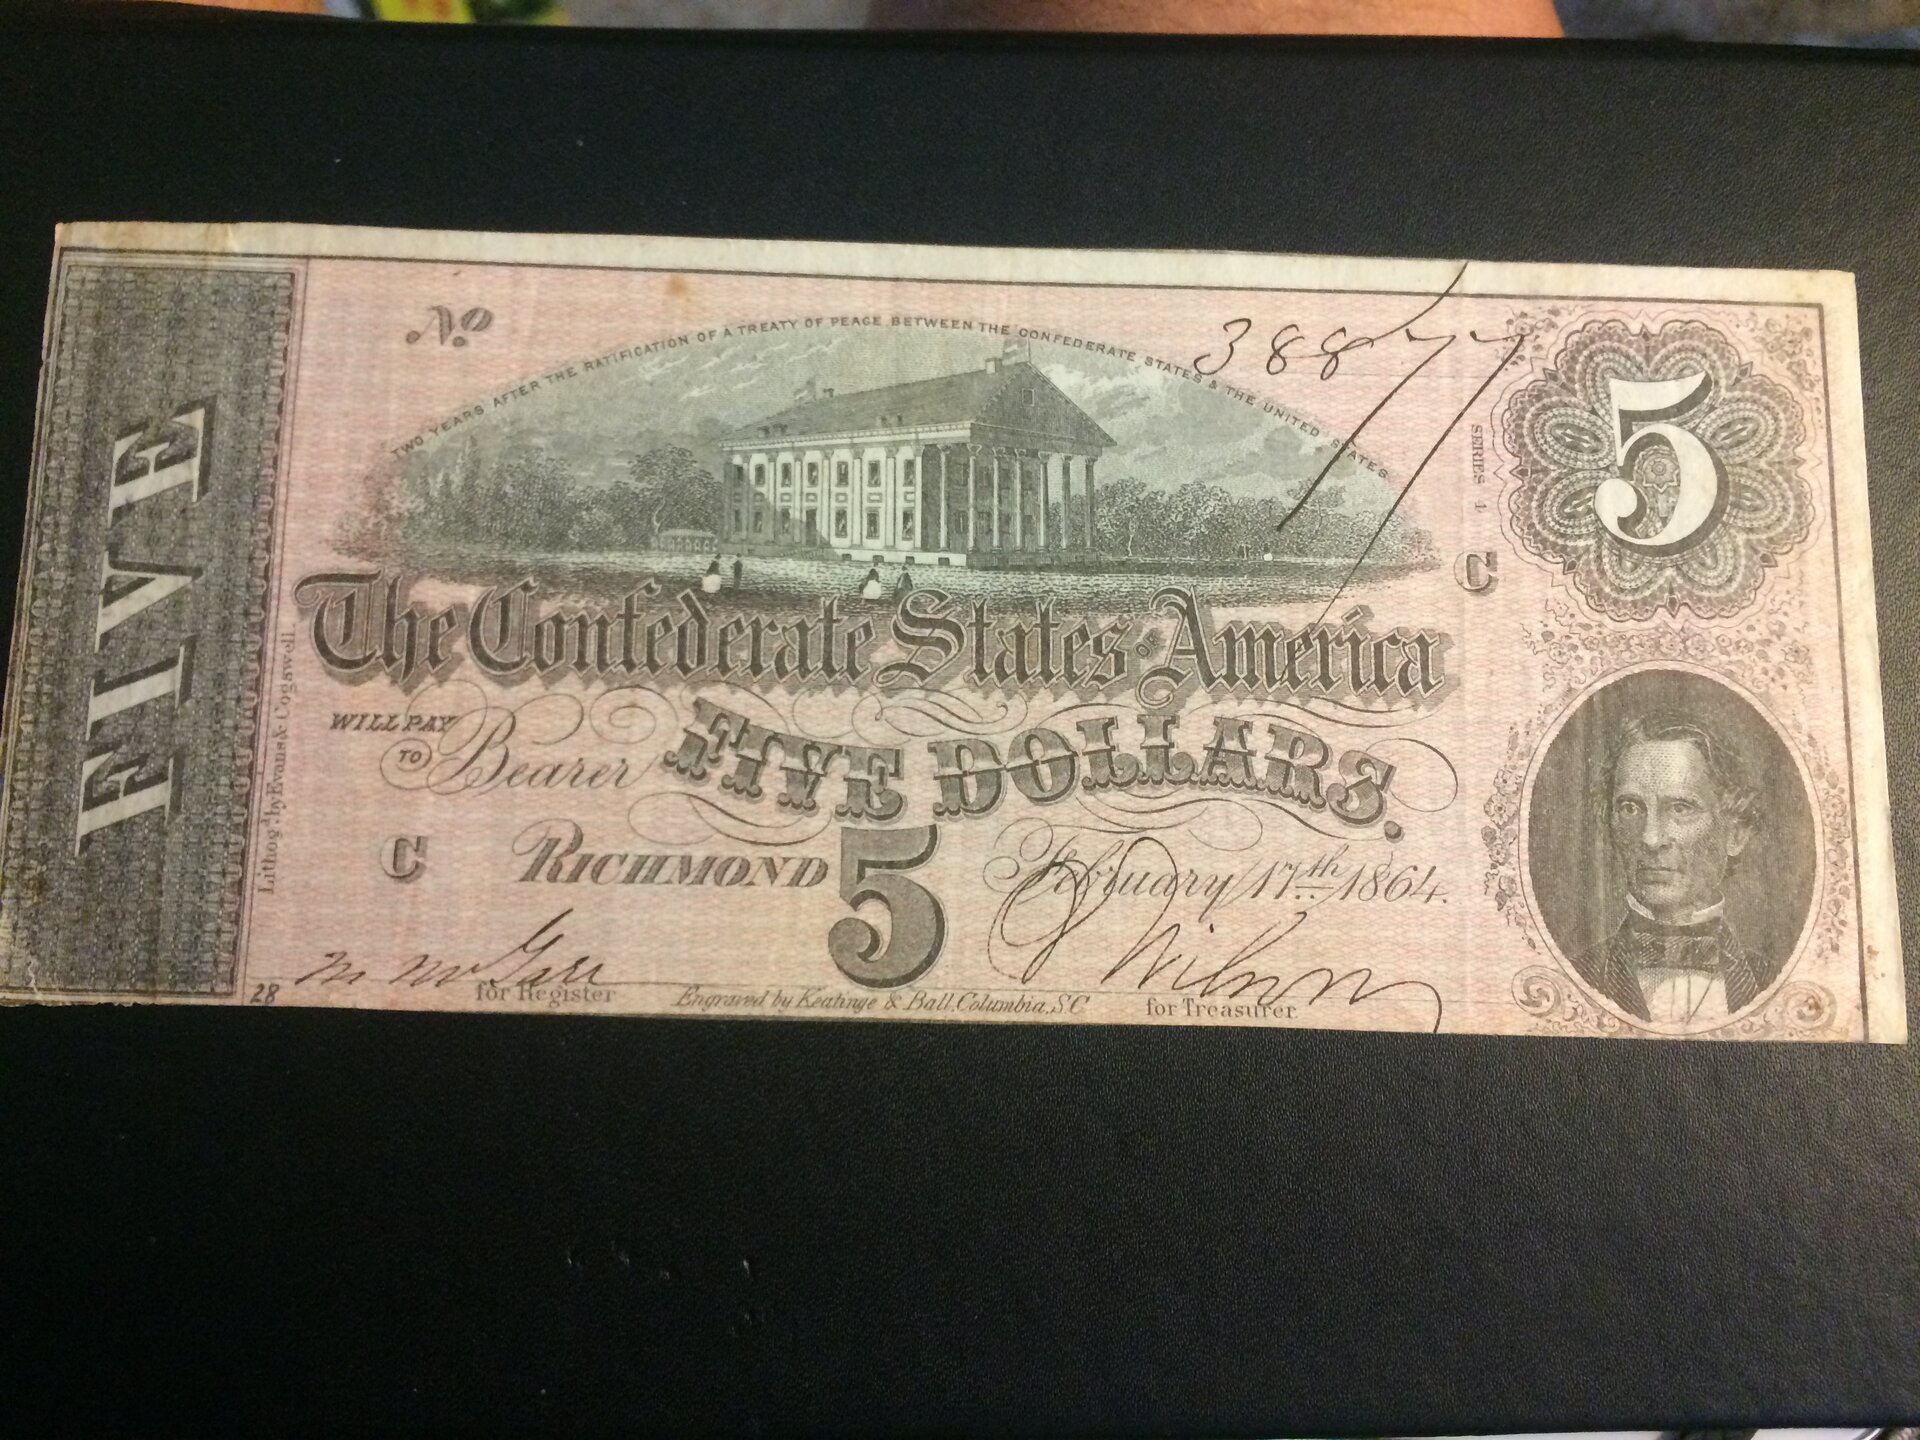 No 38877
TWO YEARS AFTER THE RATIFICATION OF A TREATY OF PEACE BETWEEN THE CONFEDERATE STATES & THE UNITED STATES
FIVE
5
SERIES 4
C
The Confederate States OF America
WILL PAY TO Bearer FIVE DOLLARS.
Lithog'd by Evans & Cogswell.
C RICHMOND 5 February 17th 1864.
28
for Register
Engraved by Keatinge & Ball, Columbia, S.C
Wilson
for Treasurer